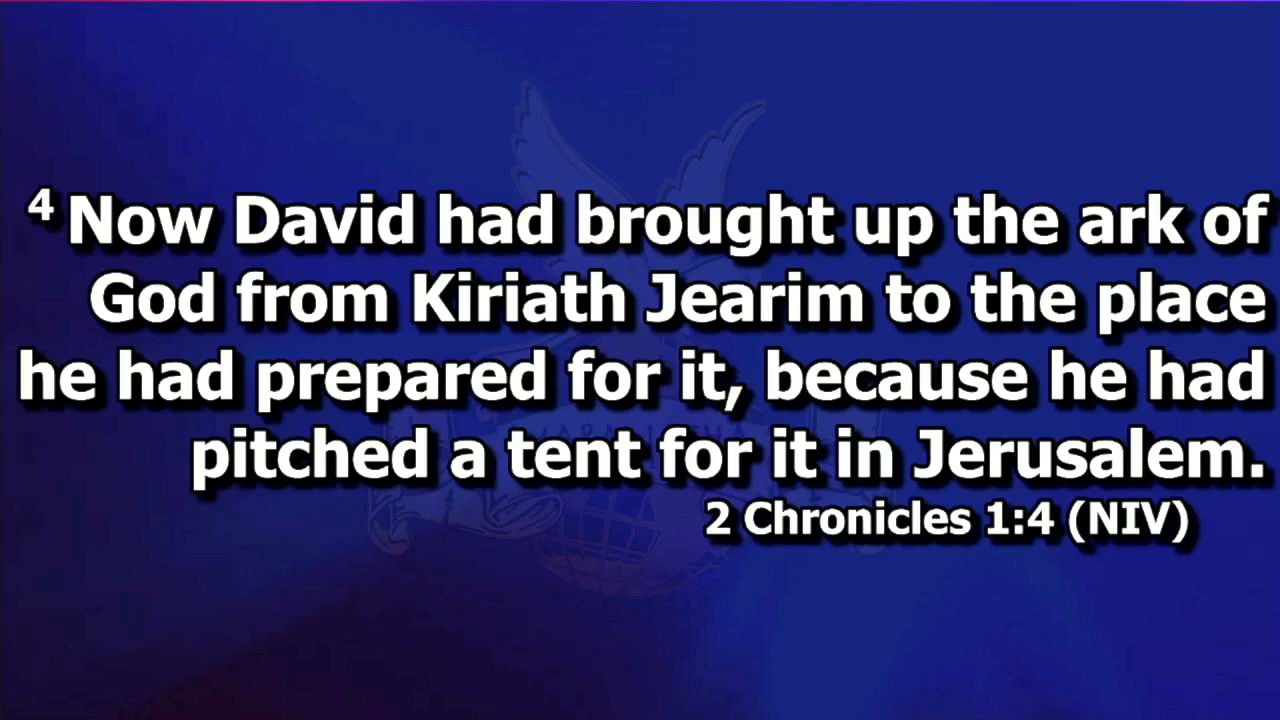 4 Now David had brought up the ark of
God from Kiriath Jearim to the place
he had prepared for it, because he had
pitched a tent for it in Jerusalem.
2 Chronicles 1:4 (NIV)